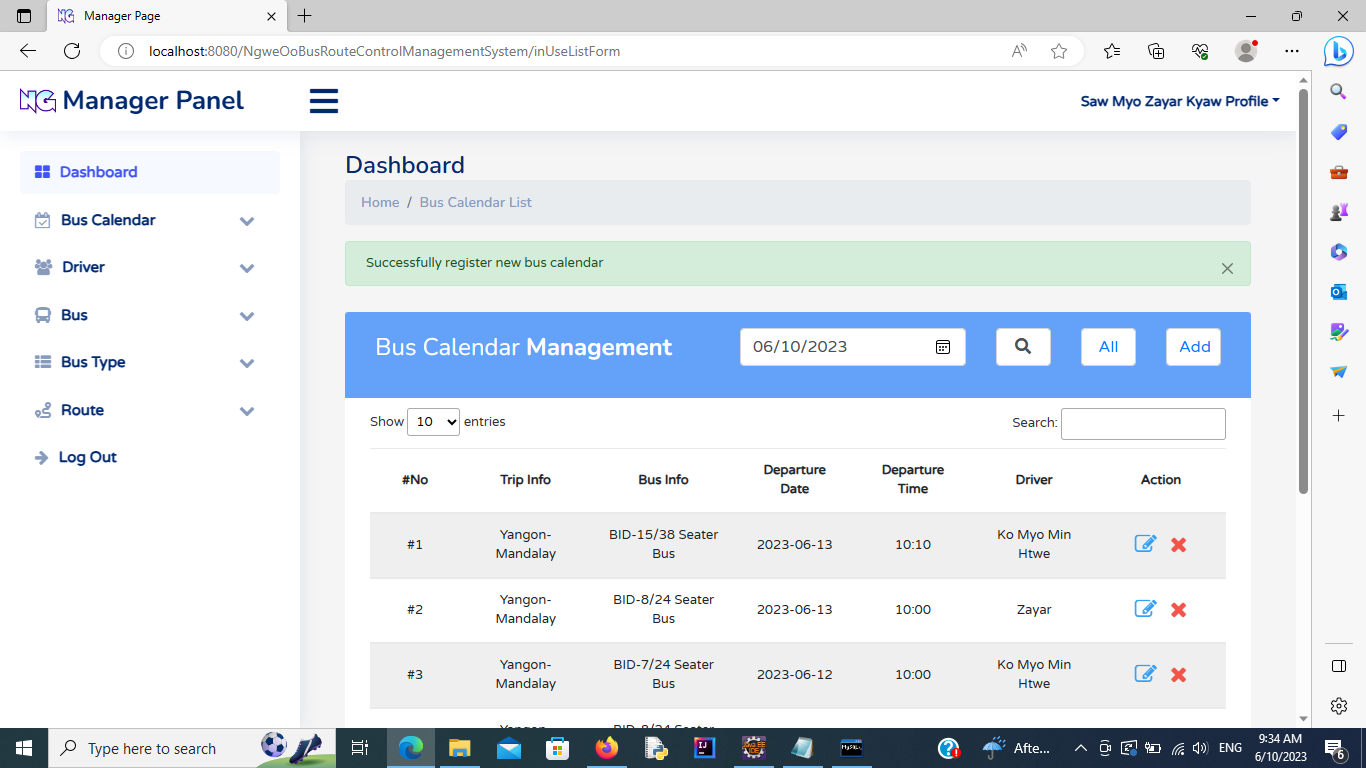 Manager Page
localhost:8080/NgweOoBusRouteControlManagementSystem/inUseListForm
NG Manager Panel
Saw Myo Zayar Kyaw Profile
Dashboard
Bus Calendar
Driver
Bus
Bus Type
Route
Log Out
Dashboard
Home / Bus Calendar List
Successfully register new bus calendar
Bus Calendar Management
06/10/2023
All
Add
Show 10 entries
Search:
#No Trip Info Bus Info Departure Date Departure Time Driver Action
#1 Yangon-Mandalay BID-15/38 Seater Bus 2023-06-13 10:10 Ko Myo Min Htwe
#2 Yangon-Mandalay BID-8/24 Seater Bus 2023-06-13 10:00 Zayar
#3 Yangon-Mandalay BID-7/24 Seater Bus 2023-06-12 10:00 Ko Myo Min Htwe
Type here to search
Afte...
ENG
9:34 AM
6/10/2023
6